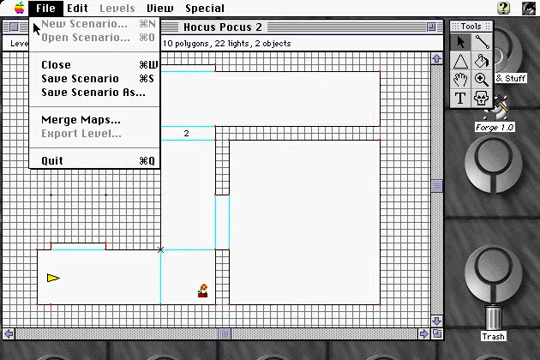 File Edit Levels View Special
Hocus Pocus 2
10 polygons, 22 lights, 2 objects
New Scenario... ⌘N
Open Scenario... ⌘O
Close ⌘W
Save Scenario ⌘S
Save Scenario As...
Merge Maps...
Export Level...
Quit ⌘Q
2
Tools
T
& Stuff
Forge 1.0
Trash